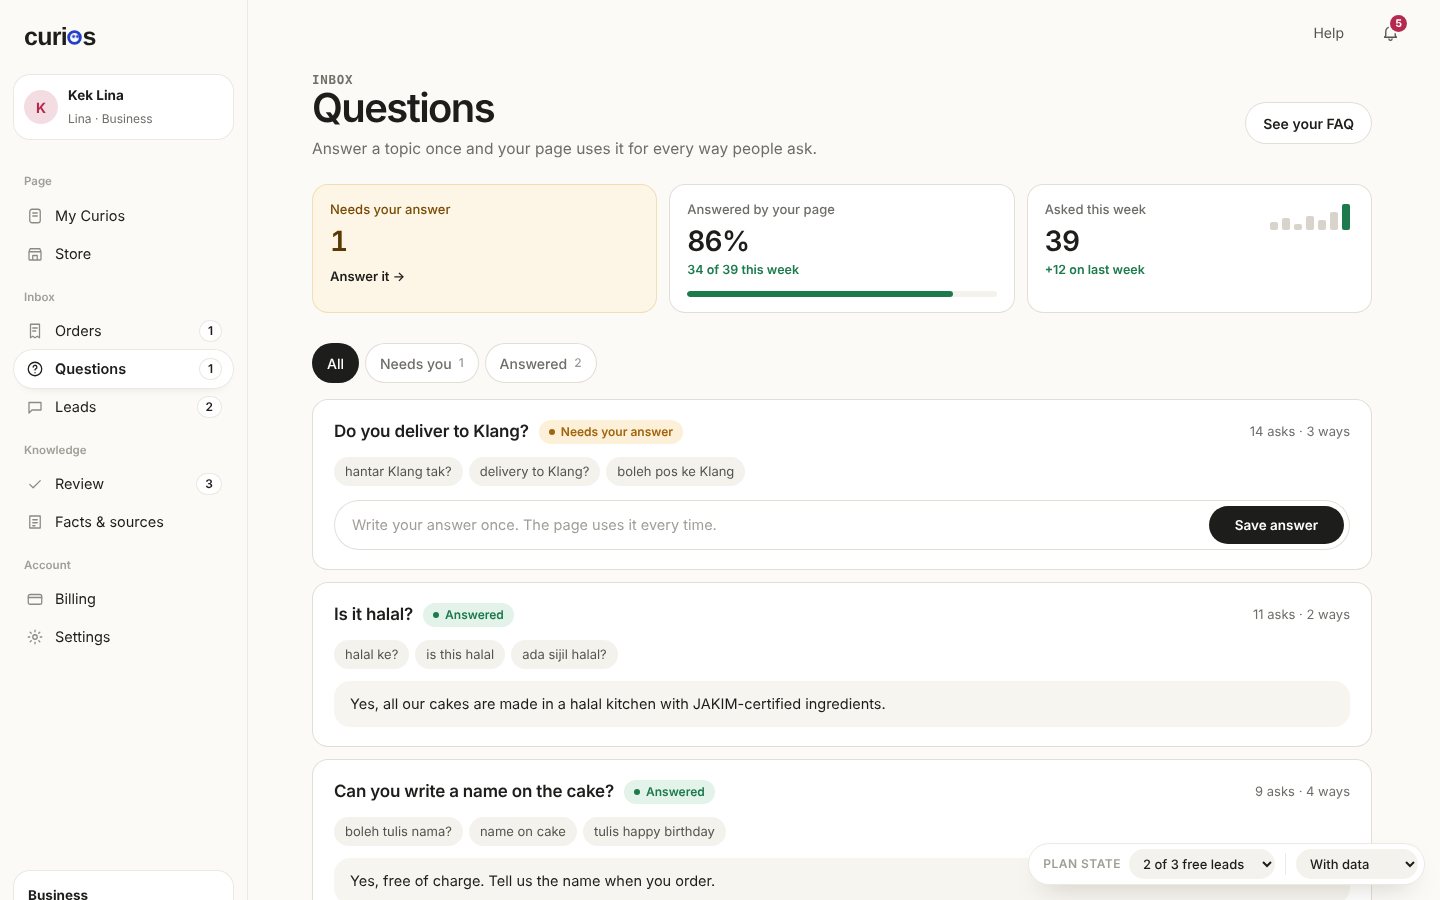 curios
Help
5
K
Kek Lina
Lina · Business
Page
My Curios
Store
Inbox
Orders 1
Questions 1
Leads 2
Knowledge
Review 3
Facts & sources
Account
Billing
Settings
Business
INBOX
Questions
Answer a topic once and your page uses it for every way people ask.
See your FAQ
Needs your answer
1
Answer it →
Answered by your page
86%
34 of 39 this week
Asked this week
39
+12 on last week
All
Needs you 1
Answered 2
Do you deliver to Klang? Needs your answer 14 asks · 3 ways
hantar Klang tak? delivery to Klang? boleh pos ke Klang
Write your answer once. The page uses it every time. Save answer
Is it halal? Answered 11 asks · 2 ways
halal ke? is this halal ada sijil halal?
Yes, all our cakes are made in a halal kitchen with JAKIM-certified ingredients.
Can you write a name on the cake? Answered 9 asks · 4 ways
boleh tulis nama? name on cake tulis happy birthday
Yes, free of charge. Tell us the name when you order.
PLAN STATE 2 of 3 free leads With data